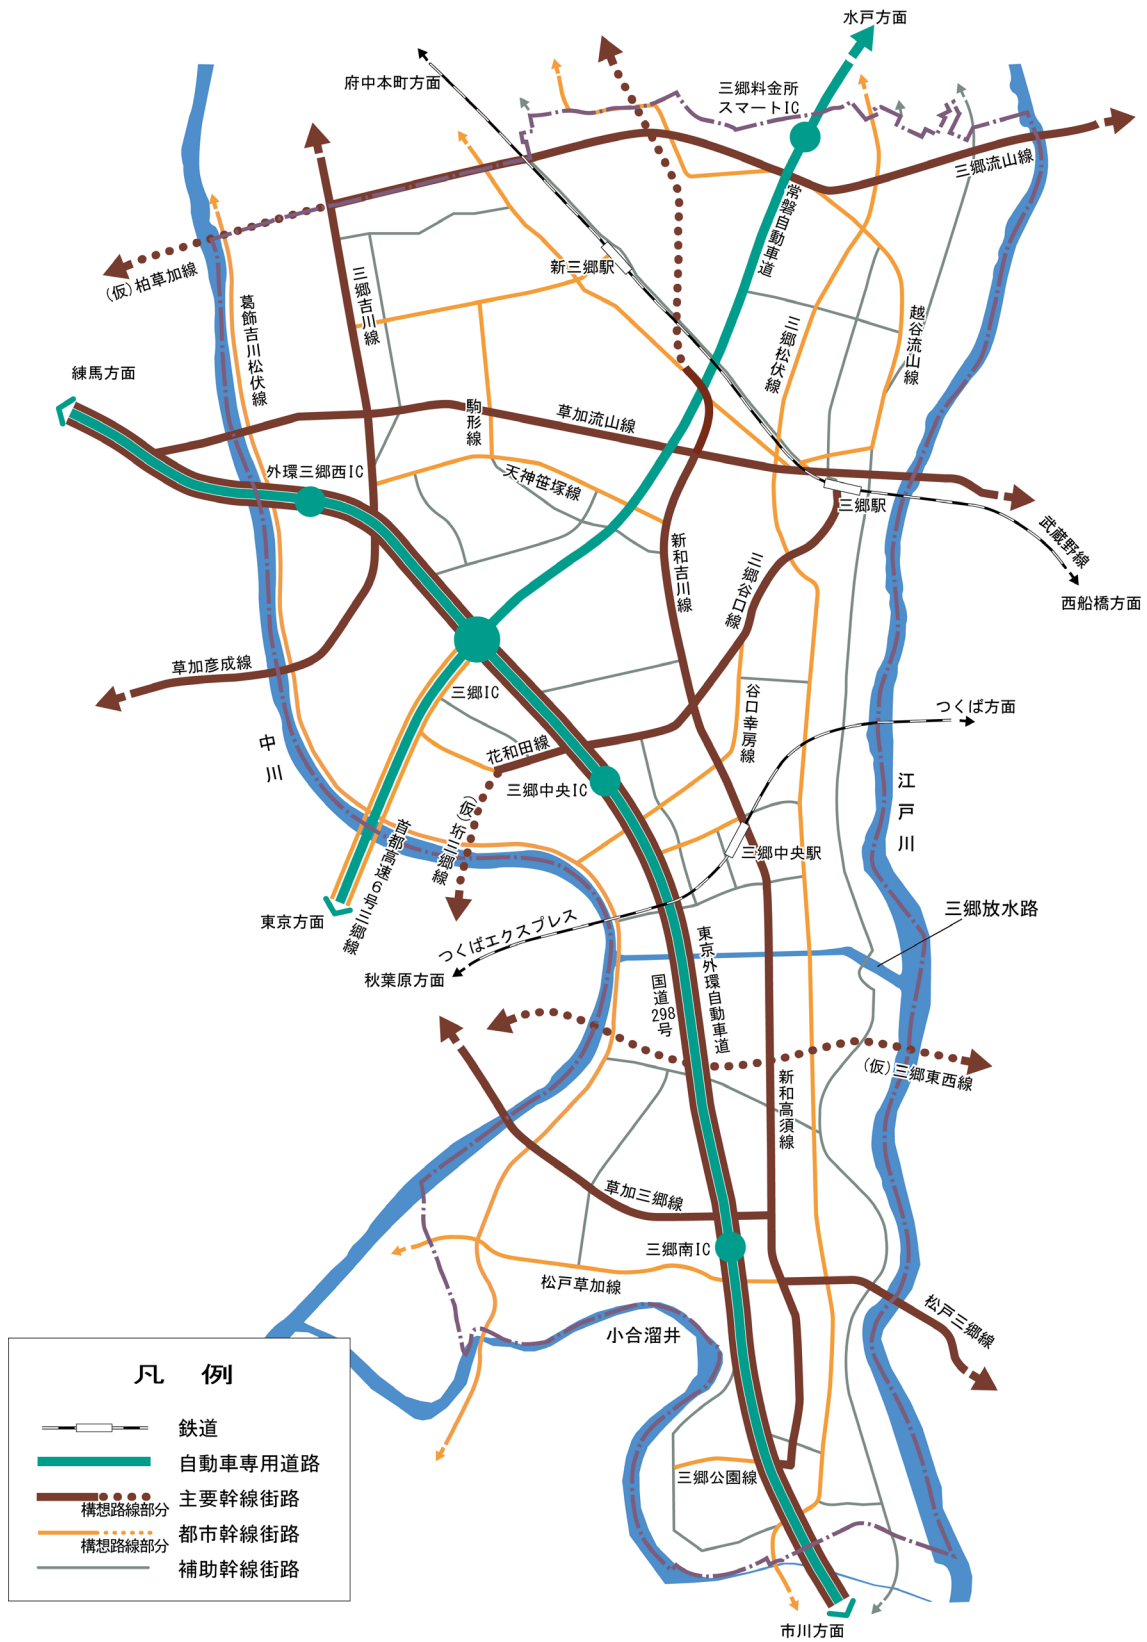 水戸方面
府中本町方面
三郷料金所
スマートIC
三郷流山線
常磐自動車道
新三郷駅
(仮)柏草加線
三郷吉川線
葛飾吉川松伏線
越谷流山線
三郷松伏線
練馬方面
駒形線
草加流山線
外環三郷西IC
天神笹塚線
三郷駅
武蔵野線
西船橋方面
新和吉川線
三郷谷口線
草加彦成線
三郷IC
谷口幸房線
つくば方面
中川
花和田線
三郷中央IC
江戸川
(仮)垳三郷線
首都高速6号三郷線
三郷中央駅
東京方面
つくばエクスプレス
秋葉原方面
三郷放水路
東京外環自動車道
国道298号
(仮)三郷東西線
新和高須線
草加三郷線
三郷南IC
松戸草加線
松戸三郷線
小合溜井
三郷公園線
市川方面
凡 例
鉄道
自動車専用道路
主要幹線街路
構想路線部分
都市幹線街路
構想路線部分
補助幹線街路